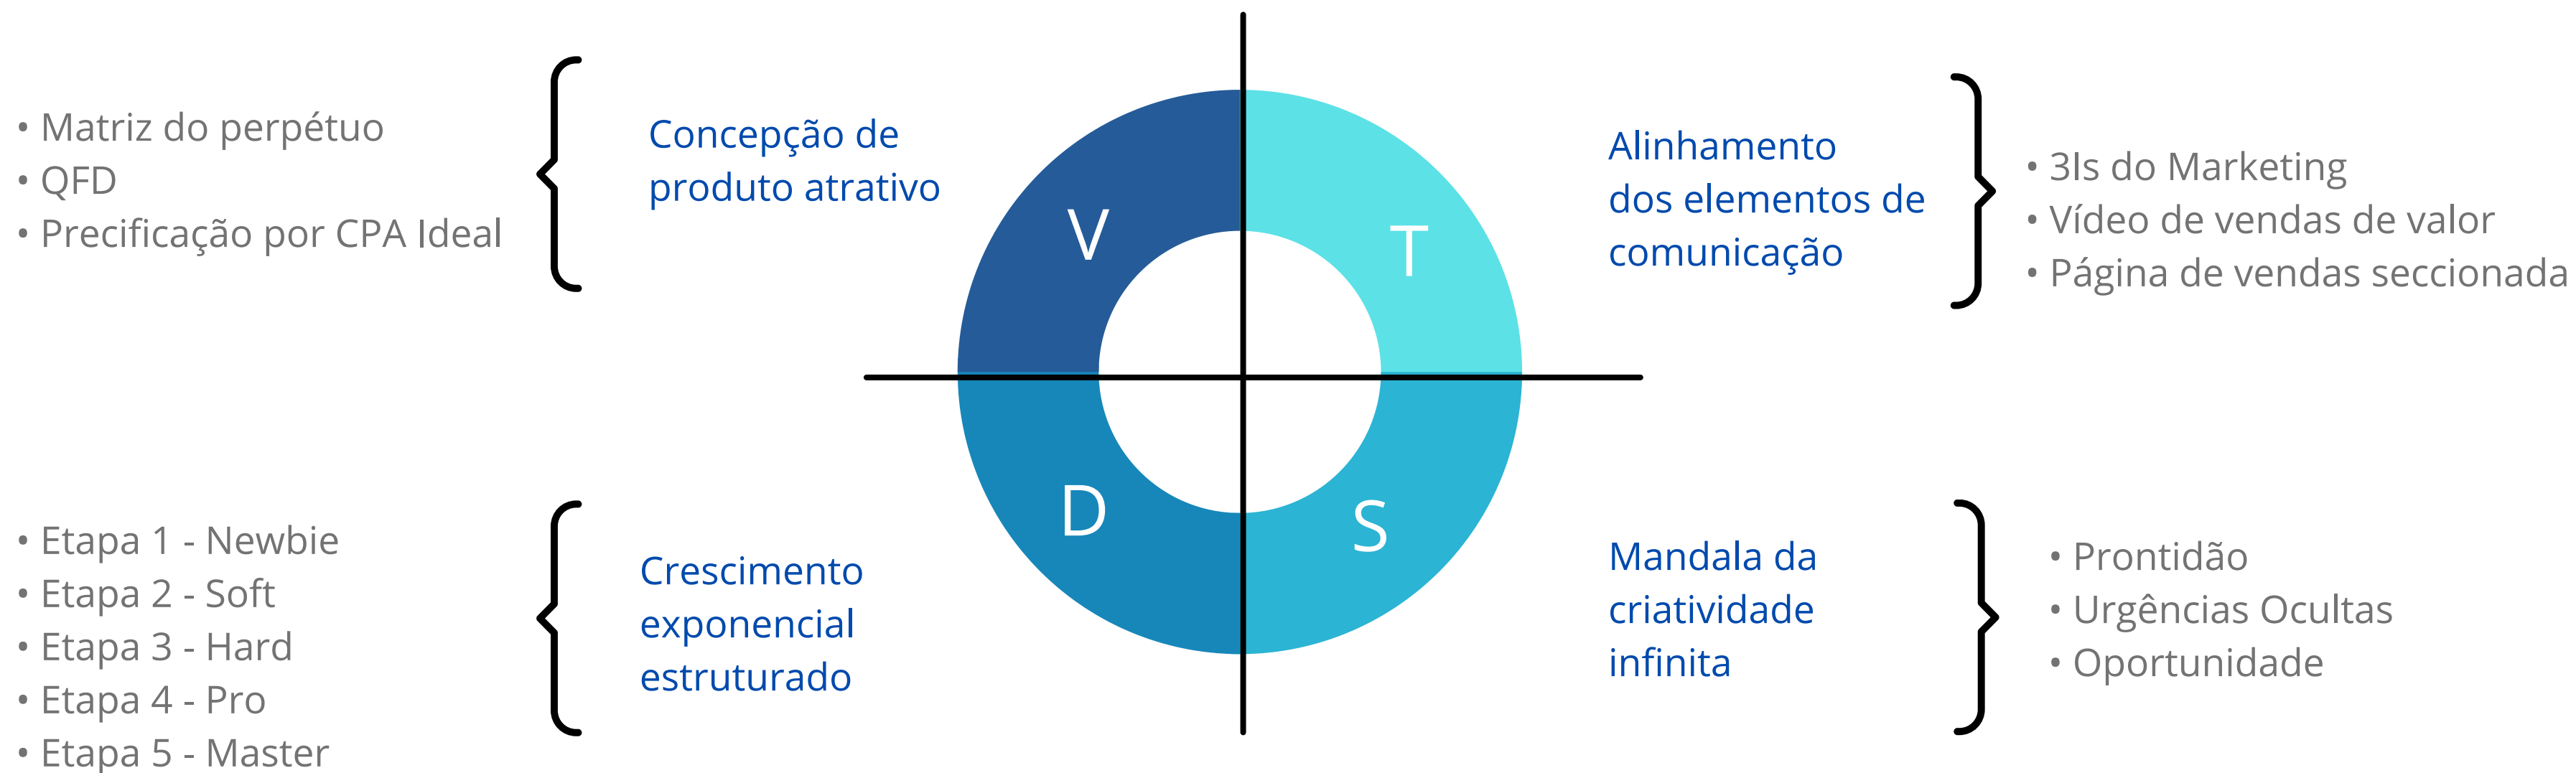 • Matriz do perpétuo
• QFD
• Precificação por CPA Ideal
Concepção de
produto atrativo
V
T
Alinhamento
dos elementos de
comunicação
• 3Is do Marketing
• Vídeo de vendas de valor
• Página de vendas seccionada
• Etapa 1 - Newbie
• Etapa 2 - Soft
• Etapa 3 - Hard
• Etapa 4 - Pro
• Etapa 5 - Master
Crescimento
exponencial
estruturado
D
S
Mandala da
criatividade
infinita
• Prontidão
• Urgências Ocultas
• Oportunidade